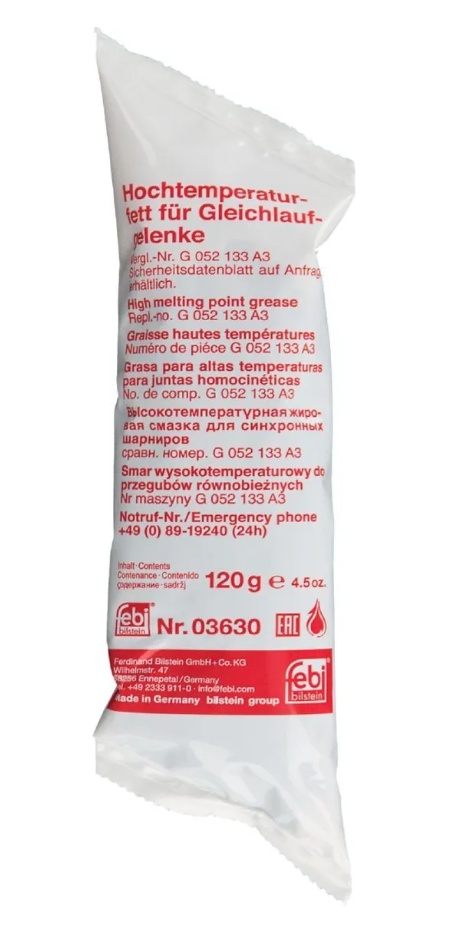 Hochtemperatur-
fett für Gleichlauf-
gelenke
Vergl.-Nr. G 052 133 A3
Sicherheitsdatenblatt auf Anfrag
erhältlich.
High melting point grease
Repl.-no. G 052 133 A3
Graisse hautes températures
Numéro de piéce G 052 133 A3
Grasa para altas temperaturas
para juntas homocinéticas
No. de comp. G 052 133 A3
Высокотемпературная жиро-
вая смазка для синхронных
шарниров
сравн. номер. G 052 133 A3
Smar wysokotemperaturowy do
przegubów równobieżnych
Nr maszyny G 052 133 A3
Notruf-Nr./Emergency phone
+49 (0) 89-19240 (24h)
Inhalt · Contents
Contenance · Contenido
содержание · sadržj
120 g ℮ 4.5 oz.
febi® bilstein Nr. 03630 EAC
Ferdinand Bilstein GmbH + Co. KG
Wilhelmstr. 47
58256 Ennepetal / Germany
Tel. +49 2333 911-0 · info@febi.com
Made in Germany bilstein group
febi
bilstein